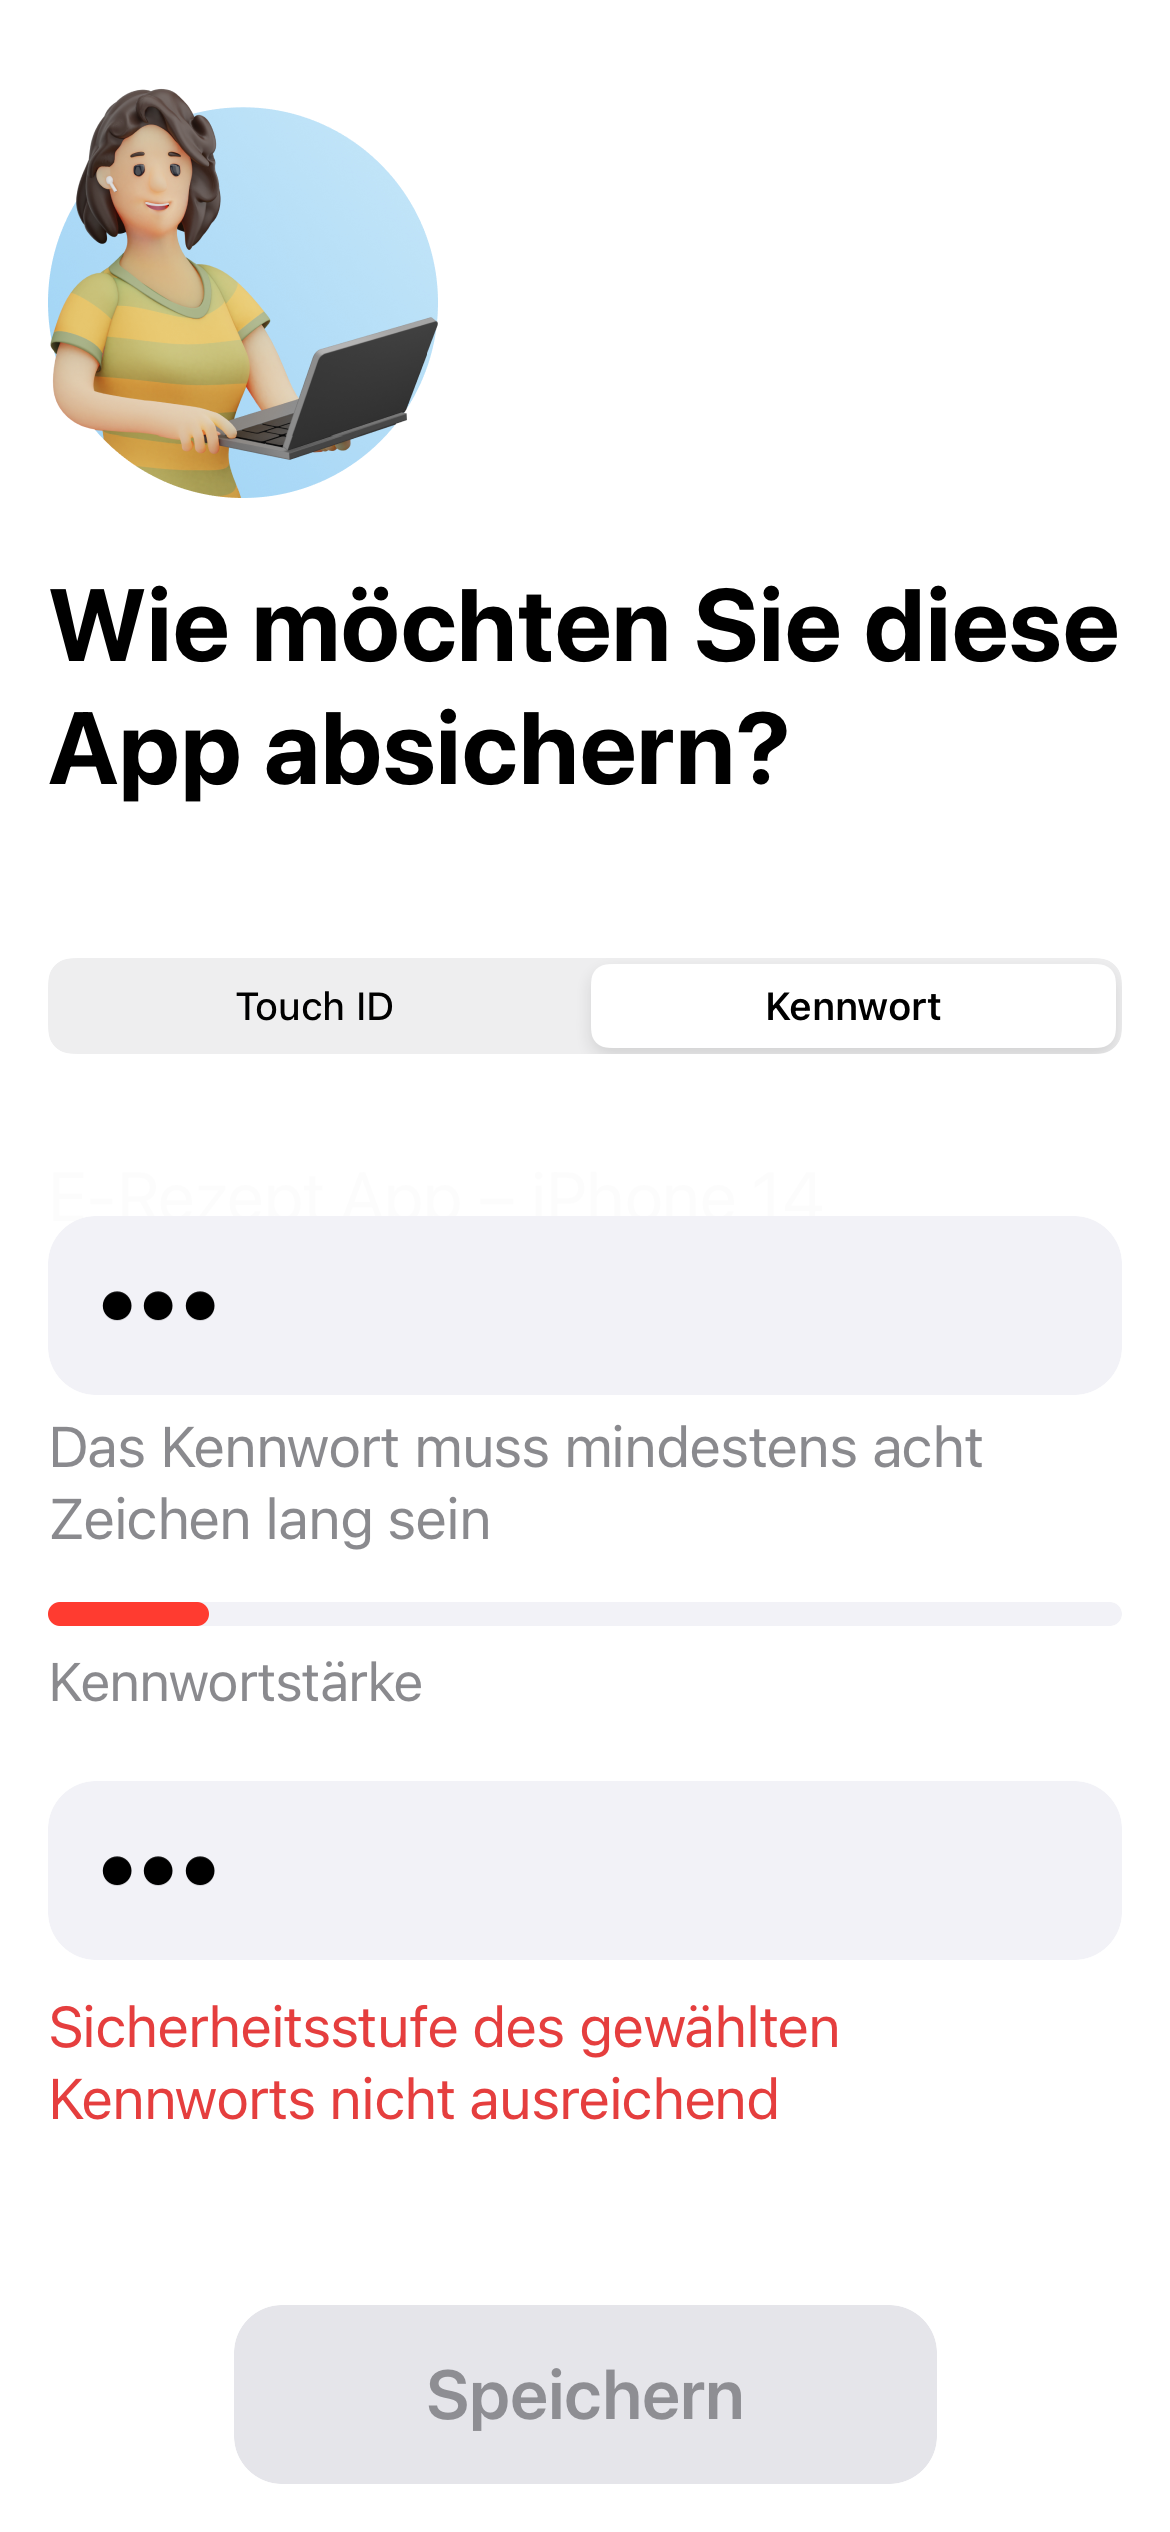 Wie möchten Sie diese
App absichern?
Touch ID
Kennwort
E-Rezept App – iPhone 14
•••
Das Kennwort muss mindestens acht
Zeichen lang sein
Kennwortstärke
•••
Sicherheitsstufe des gewählten
Kennworts nicht ausreichend
Speichern